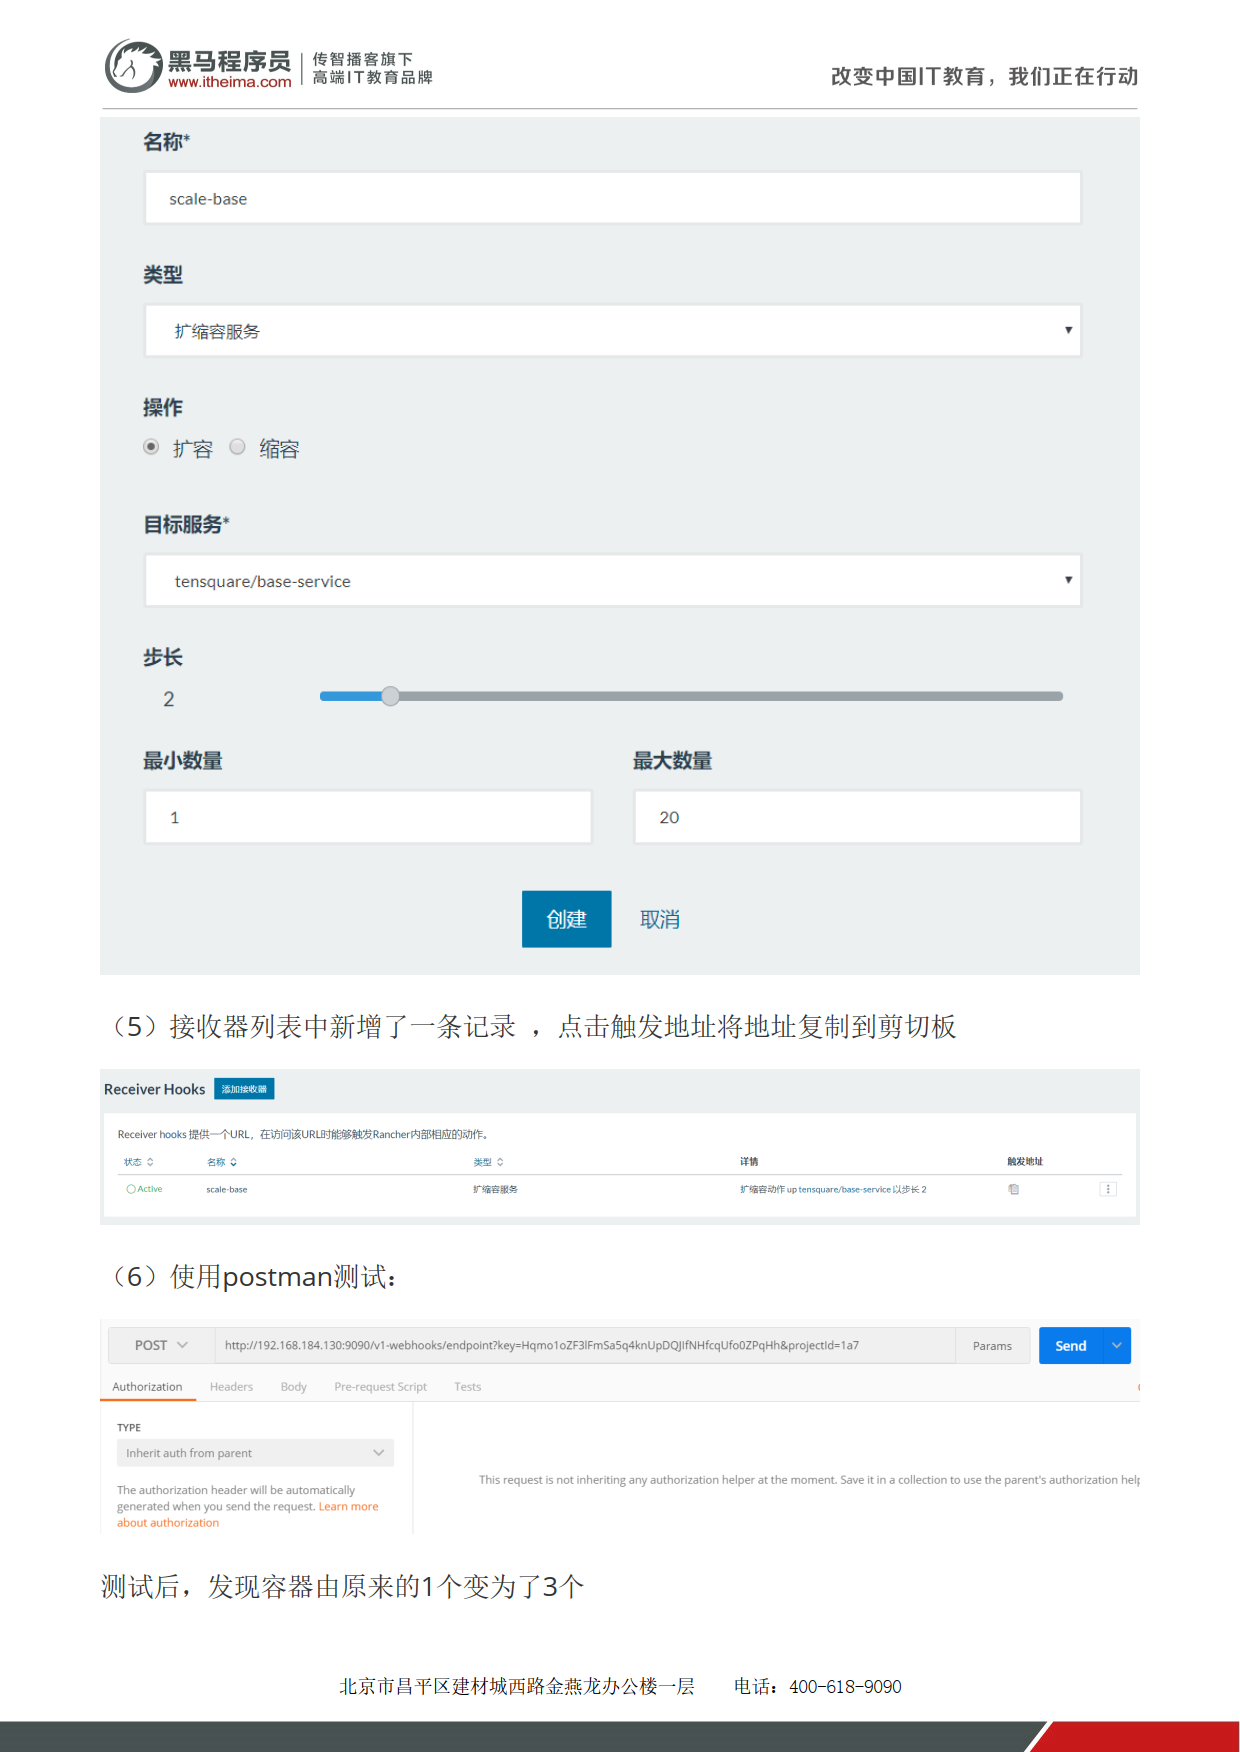 黑马程序员
www.itheima.com
传智播客旗下
高端IT教育品牌
改变中国IT教育，我们正在行动
名称*
scale-base
类型
扩缩容服务
操作
扩容 缩容
目标服务*
tensquare/base-service
步长
2
最小数量 最大数量
1 20
创建 取消
（5）接收器列表中新增了一条记录 ，点击触发地址将地址复制到剪切板
Receiver Hooks 添加接收器
Receiver hooks 提供一个URL，在访问该URL时能够触发Rancher内部相应的动作。
状态 名称 类型 详情 触发地址
Active scale-base 扩缩容服务 扩缩容动作 up tensquare/base-service 以步长 2
（6）使用postman测试：
POST http://192.168.184.130:9090/v1-webhooks/endpoint?key=Hqmo1oZF3lFmSa5q4knUpDQJIfNHfcqUfo0ZPqHh&projectId=1a7 Params Send
Authorization Headers Body Pre-request Script Tests
TYPE
Inherit auth from parent
This request is not inheriting any authorization helper at the moment. Save it in a collection to use the parent's authorization help
The authorization header will be automatically
generated when you send the request. Learn more
about authorization
测试后，发现容器由原来的1个变为了3个
北京市昌平区建材城西路金燕龙办公楼一层 电话：400-618-9090